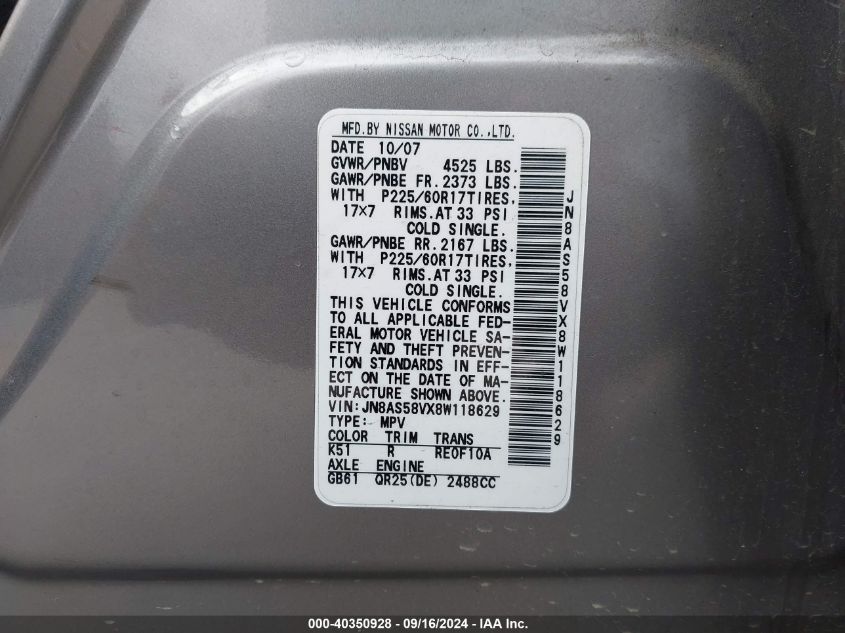 MFD.BY NISSAN MOTOR CO.,LTD.
DATE 10/07
GVWR/PNBV 4525 LBS.
GAWR/PNBE FR. 2373 LBS.
WITH P225/60R17TIRES,
17×7 RIMS.AT 33 PSI
COLD SINGLE.
GAWR/PNBE RR. 2167 LBS.
WITH P225/60R17TIRES,
17×7 RIMS.AT 33 PSI
COLD SINGLE.
THIS VEHICLE CONFORMS
TO ALL APPLICABLE FED-
ERAL MOTOR VEHICLE SA-
FETY AND THEFT PREVEN-
TION STANDARDS IN EFF-
ECT ON THE DATE OF MA-
NUFACTURE SHOWN ABOVE.
VIN:JN8AS58VX8W118629
TYPE: MPV
COLOR TRIM TRANS
K51 R RE0F10A
AXLE ENGINE
GB61 QR25(DE) 2488CC
JN8AS58VX8W118629
000-40350928 - 09/16/2024 - IAA Inc.